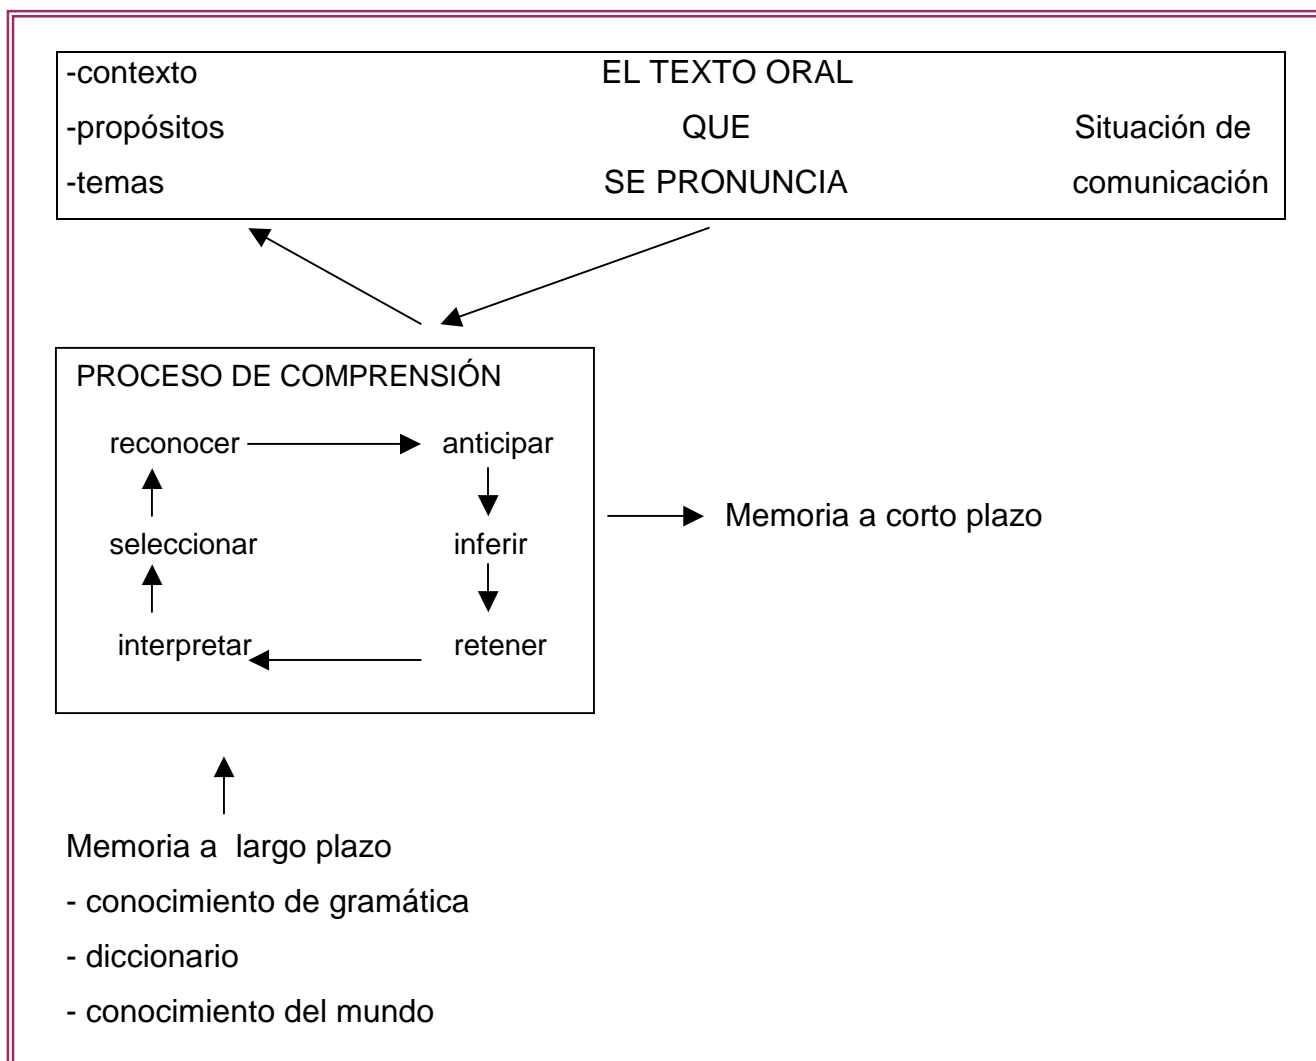 -contexto EL TEXTO ORAL
-propósitos QUE Situación de
-temas SE PRONUNCIA comunicación
PROCESO DE COMPRENSIÓN
reconocer anticipar
seleccionar inferir Memoria a corto plazo
interpretar retener
Memoria a largo plazo
- conocimiento de gramática
- diccionario
- conocimiento del mundo